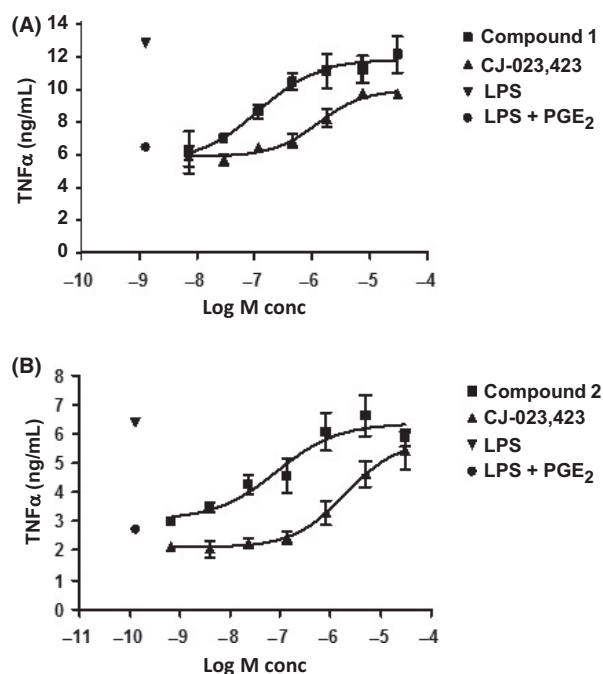 (A)
14
12
10
8
6
4
2
0
TNFα (ng/mL)
–10 –9 –8 –7 –6 –5 –4
Log M conc
Compound 1
CJ-023,423
LPS
LPS + PGE₂
(B)
8
7
6
5
4
3
2
1
0
TNFα (ng/mL)
–11 –10 –9 –8 –7 –6 –5 –4
Log M conc
Compound 2
CJ-023,423
LPS
LPS + PGE₂